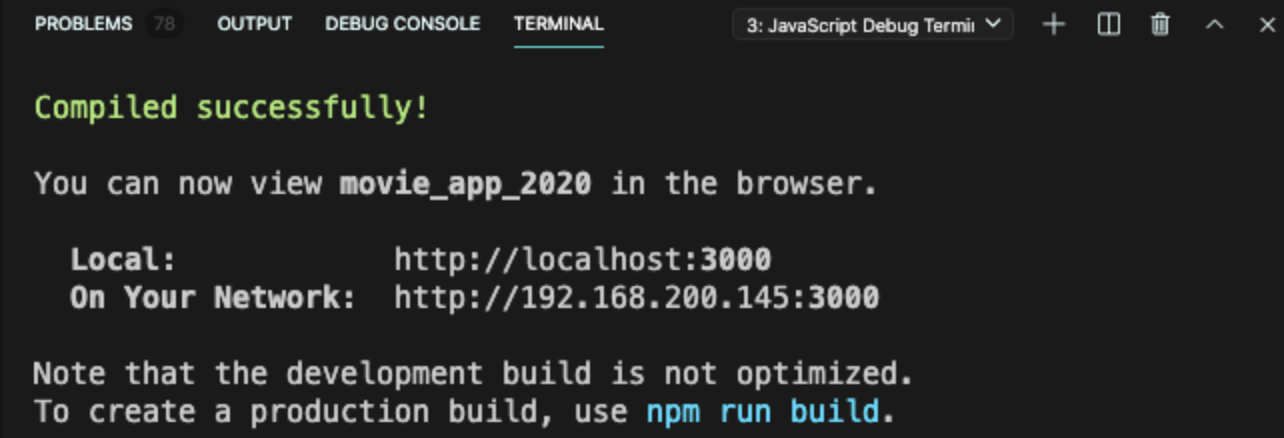 PROBLEMS 78 OUTPUT DEBUG CONSOLE TERMINAL 3: JavaScript Debug Termii
Compiled successfully!
You can now view movie_app_2020 in the browser.
Local: http://localhost:3000
On Your Network: http://192.168.200.145:3000
Note that the development build is not optimized.
To create a production build, use npm run build.